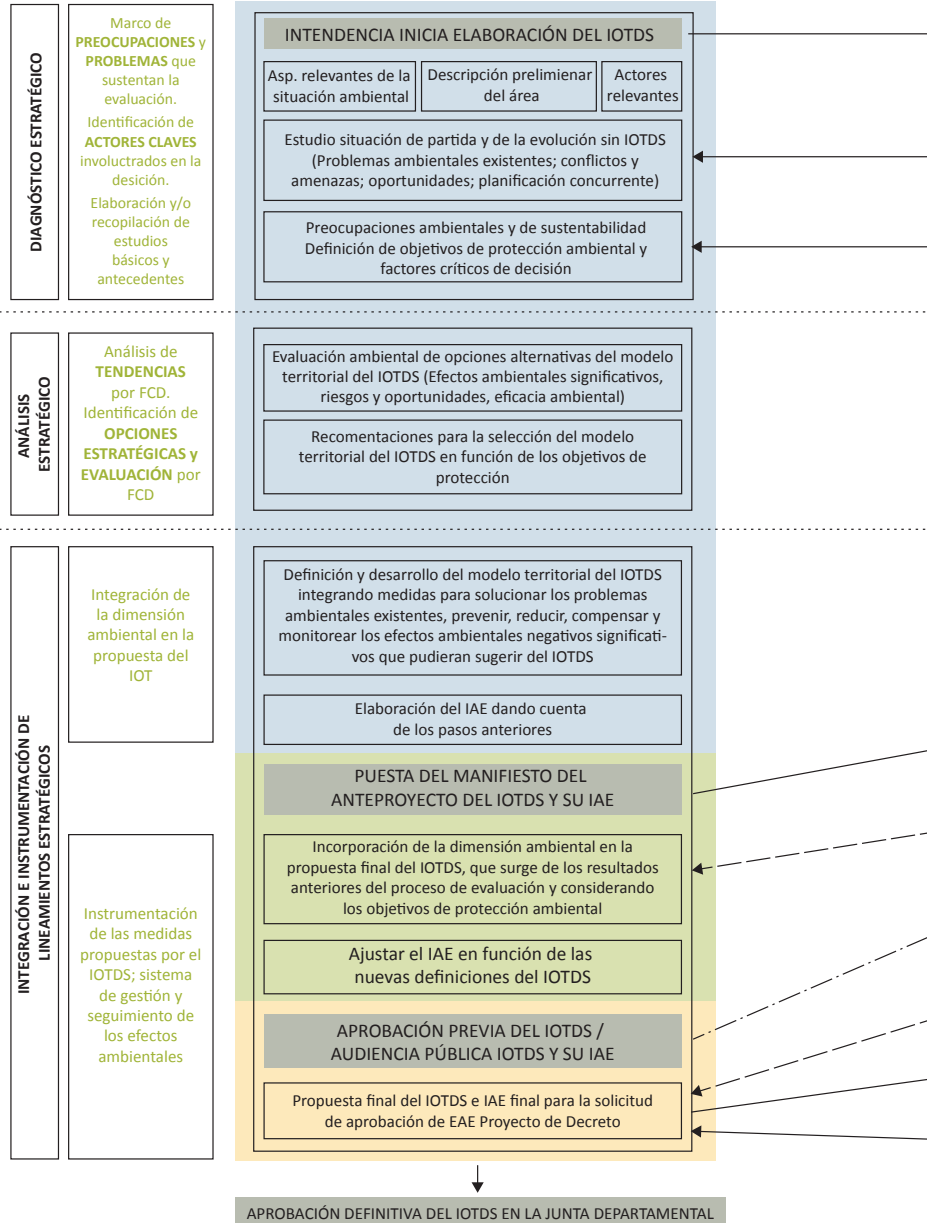 DIAGNÓSTICO ESTRATÉGICO
Marco de
PREOCUPACIONES y
PROBLEMAS que
sustentan la
evaluación.
Identificación de
ACTORES CLAVES
involuctrados en la
desición.
Elaboración y/o
recopilación de
estudios
básicos y
antecedentes
INTENDENCIA INICIA ELABORACIÓN DEL IOTDS
Asp. relevantes de la
situación ambiental
Descripción prelimienar
del área
Actores
relevantes
Estudio situación de partida y de la evolución sin IOTDS
(Problemas ambientales existentes; conflictos y
amenazas; oportunidades; planificación concurrente)
Preocupaciones ambientales y de sustentabilidad
Definición de objetivos de protección ambiental y
factores críticos de decisión
ANÁLISIS
ESTRATÉGICO
Análisis de
TENDENCIAS
por FCD.
Identificación de
OPCIONES
ESTRATÉGICAS y
EVALUACIÓN por
FCD
Evaluación ambiental de opciones alternativas del modelo
territorial del IOTDS (Efectos ambientales significativos,
riesgos y oportunidades, eficacia ambiental)
Recomentaciones para la selección del modelo
territorial del IOTDS en función de los objetivos de
protección
INTEGRACIÓN E INSTRUMENTACIÓN DE
LINEAMIENTOS ESTRATÉGICOS
Integración de
la dimensión
ambiental en la
propuesta del
IOT
Definición y desarrollo del modelo territorial del IOTDS
integrando medidas para solucionar los problemas
ambientales existentes, prevenir, reducir, compensar y
monitorear los efectos ambientales negativos significati-
vos que pudieran sugerir del IOTDS
Elaboración del IAE dando cuenta
de los pasos anteriores
PUESTA DEL MANIFIESTO DEL
ANTEPROYECTO DEL IOTDS Y SU IAE
Instrumentación
de las medidas
propuestas por el
IOTDS; sistema
de gestión y
seguimiento de
los efectos
ambientales
Incorporación de la dimensión ambiental en la
propuesta final del IOTDS, que surge de los resultados
anteriores del proceso de evaluación y considerando
los objetivos de protección ambiental
Ajustar el IAE en función de las
nuevas definiciones del IOTDS
APROBACIÓN PREVIA DEL IOTDS /
AUDIENCIA PÚBLICA IOTDS Y SU IAE
Propuesta final del IOTDS e IAE final para la solicitud
de aprobación de EAE Proyecto de Decreto
APROBACIÓN DEFINITIVA DEL IOTDS EN LA JUNTA DEPARTAMENTAL